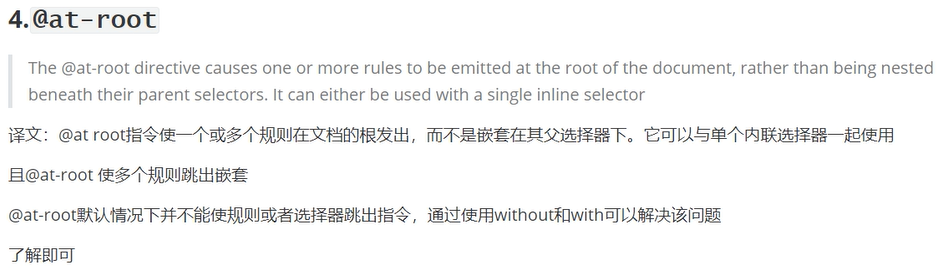 4.@at-root
The @at-root directive causes one or more rules to be emitted at the root of the document, rather than being nested
beneath their parent selectors. It can either be used with a single inline selector
译文：@at root指令使一个或多个规则在文档的根发出，而不是嵌套在其父选择器下。它可以与单个内联选择器一起使用
且@at-root 使多个规则跳出嵌套
@at-root默认情况下并不能使规则或者选择器跳出指令，通过使用without和with可以解决该问题
了解即可